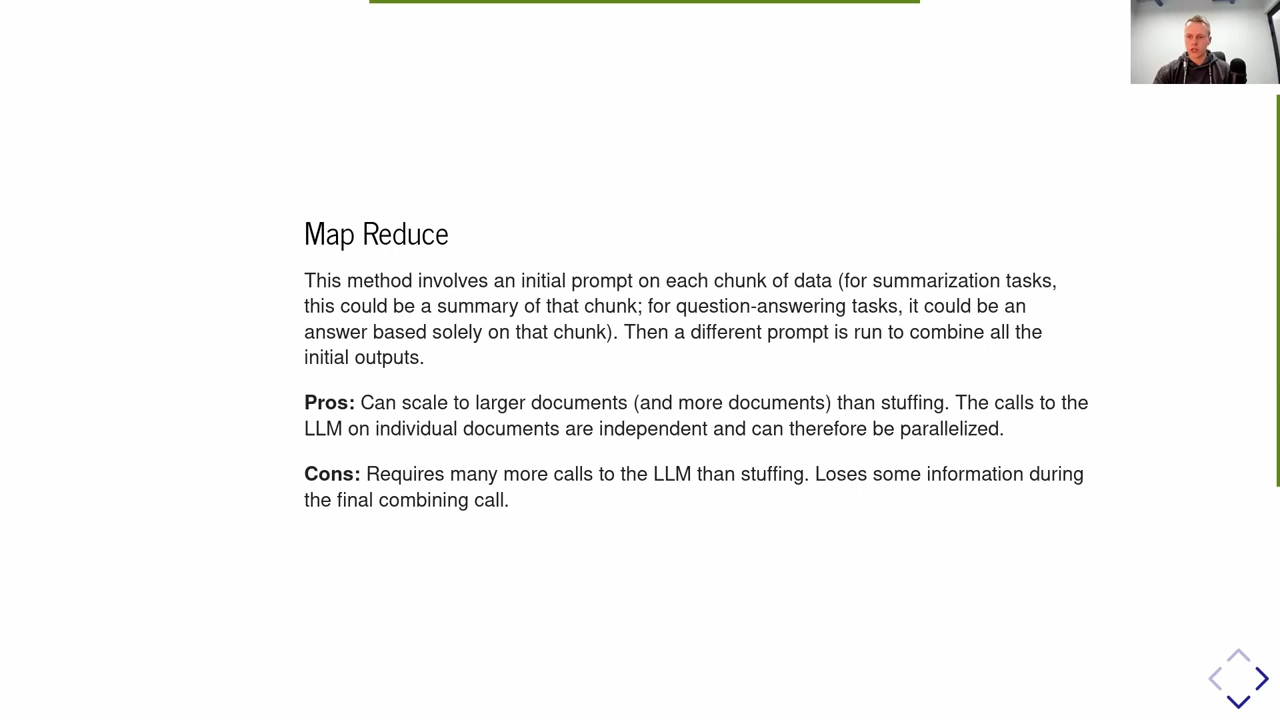 Map Reduce
This method involves an initial prompt on each chunk of data (for summarization tasks,
this could be a summary of that chunk; for question-answering tasks, it could be an
answer based solely on that chunk). Then a different prompt is run to combine all the
initial outputs.
Pros: Can scale to larger documents (and more documents) than stuffing. The calls to the
LLM on individual documents are independent and can therefore be parallelized.
Cons: Requires many more calls to the LLM than stuffing. Loses some information during
the final combining call.